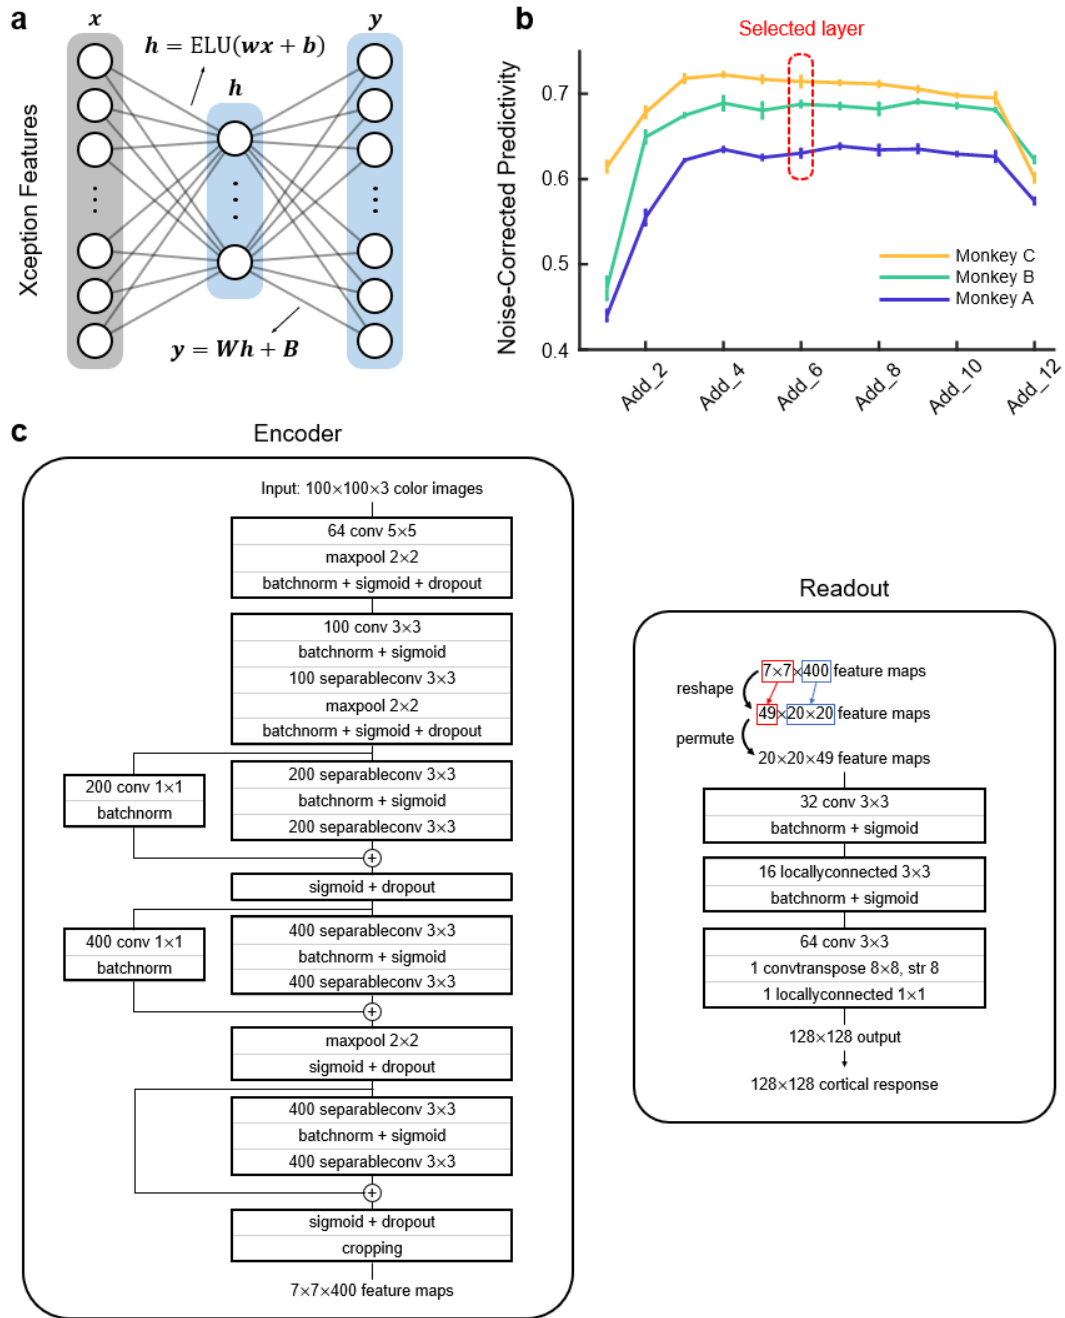 a
x
y
h = ELU(wx + b)
h
Xception Features
y = Wh + B
b
Selected layer
Noise-Corrected Predictivity
0.7
0.6
0.5
0.4
Monkey C
Monkey B
Monkey A
Add_2
Add_4
Add_6
Add_8
Add_10
Add_12
c
Encoder
Input: 100×100×3 color images
64 conv 5×5
maxpool 2×2
batchnorm + sigmoid + dropout
100 conv 3×3
batchnorm + sigmoid
100 separableconv 3×3
maxpool 2×2
batchnorm + sigmoid + dropout
200 conv 1×1
batchnorm
200 separableconv 3×3
batchnorm + sigmoid
200 separableconv 3×3
+
sigmoid + dropout
400 conv 1×1
batchnorm
400 separableconv 3×3
batchnorm + sigmoid
400 separableconv 3×3
+
maxpool 2×2
sigmoid + dropout
400 separableconv 3×3
batchnorm + sigmoid
400 separableconv 3×3
+
sigmoid + dropout
cropping
7×7×400 feature maps
Readout
7×7×400 feature maps
reshape
49×20×20 feature maps
permute
20×20×49 feature maps
32 conv 3×3
batchnorm + sigmoid
16 locallyconnected 3×3
batchnorm + sigmoid
64 conv 3×3
1 convtranspose 8×8, str 8
1 locallyconnected 1×1
128×128 output
128×128 cortical response